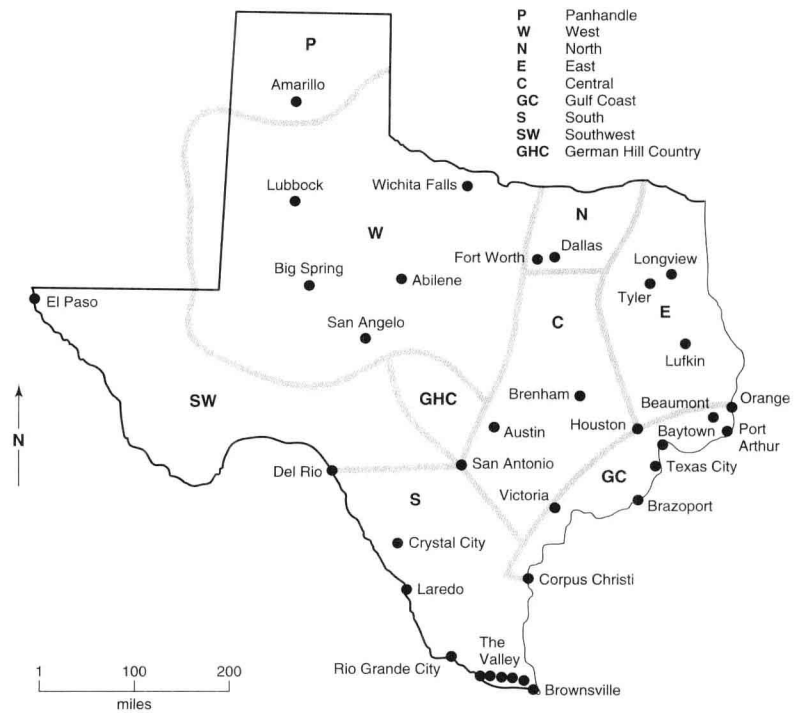 P Panhandle
W West
N North
E East
C Central
GC Gulf Coast
S South
SW Southwest
GHC German Hill Country
P
Amarillo
Lubbock
Wichita Falls
N
W
Fort Worth
Dallas
Longview
Big Spring
Abilene
Tyler
El Paso
E
San Angelo
C
Lufkin
SW
GHC
Brenham
Beaumont
Orange
N
Austin
Houston
Baytown
Port
Arthur
Del Rio
San Antonio
Texas City
S
Victoria
GC
Brazoport
Crystal City
Corpus Christi
Laredo
The
Valley
Rio Grande City
Brownsville
1 100 200
miles